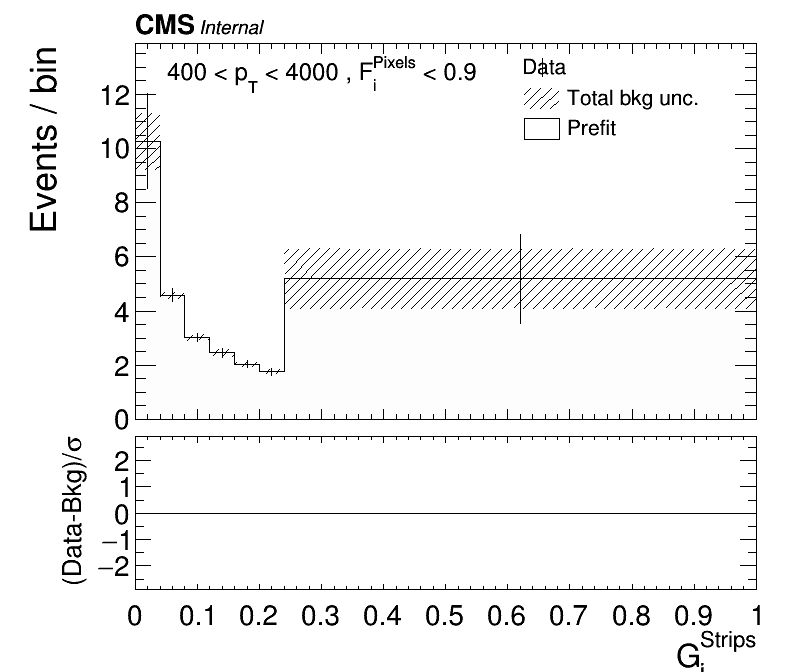 CMS Internal
Events / bin
400 < p_T < 4000 , F_i^Pixels < 0.9
Data
Total bkg unc.
Prefit
12
10
8
6
4
2
0
(Data-Bkg)/σ
2
1
0
−1
−2
0 0.1 0.2 0.3 0.4 0.5 0.6 0.7 0.8 0.9 1
G_i^Strips